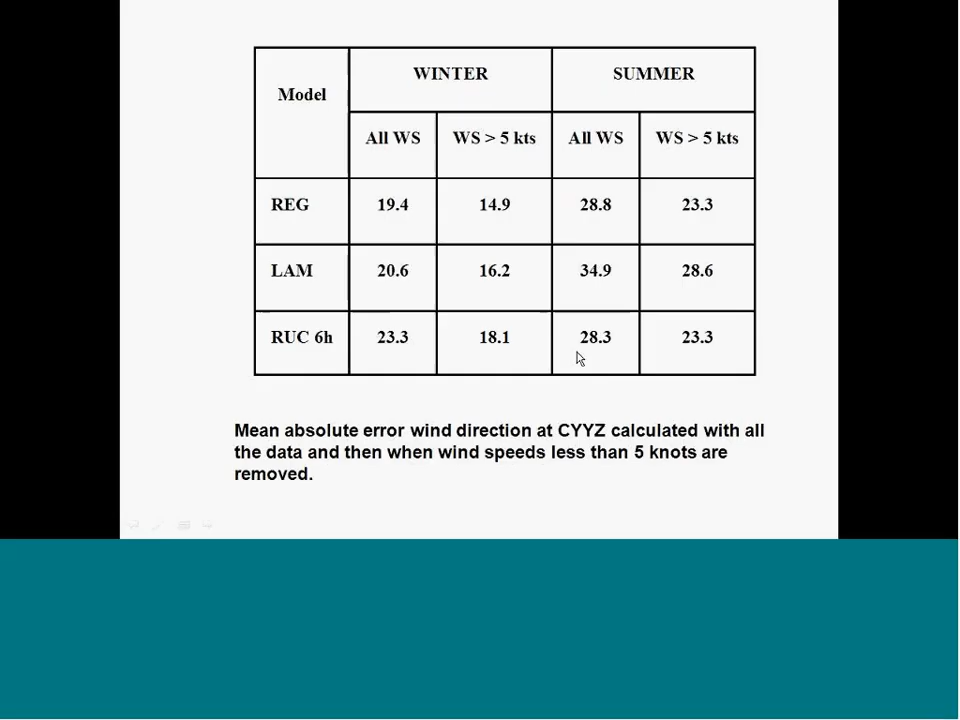 WINTER SUMMER
Model
All WS WS > 5 kts All WS WS > 5 kts
REG 19.4 14.9 28.8 23.3
LAM 20.6 16.2 34.9 28.6
RUC 6h 23.3 18.1 28.3 23.3
Mean absolute error wind direction at CYYZ calculated with all
the data and then when wind speeds less than 5 knots are
removed.